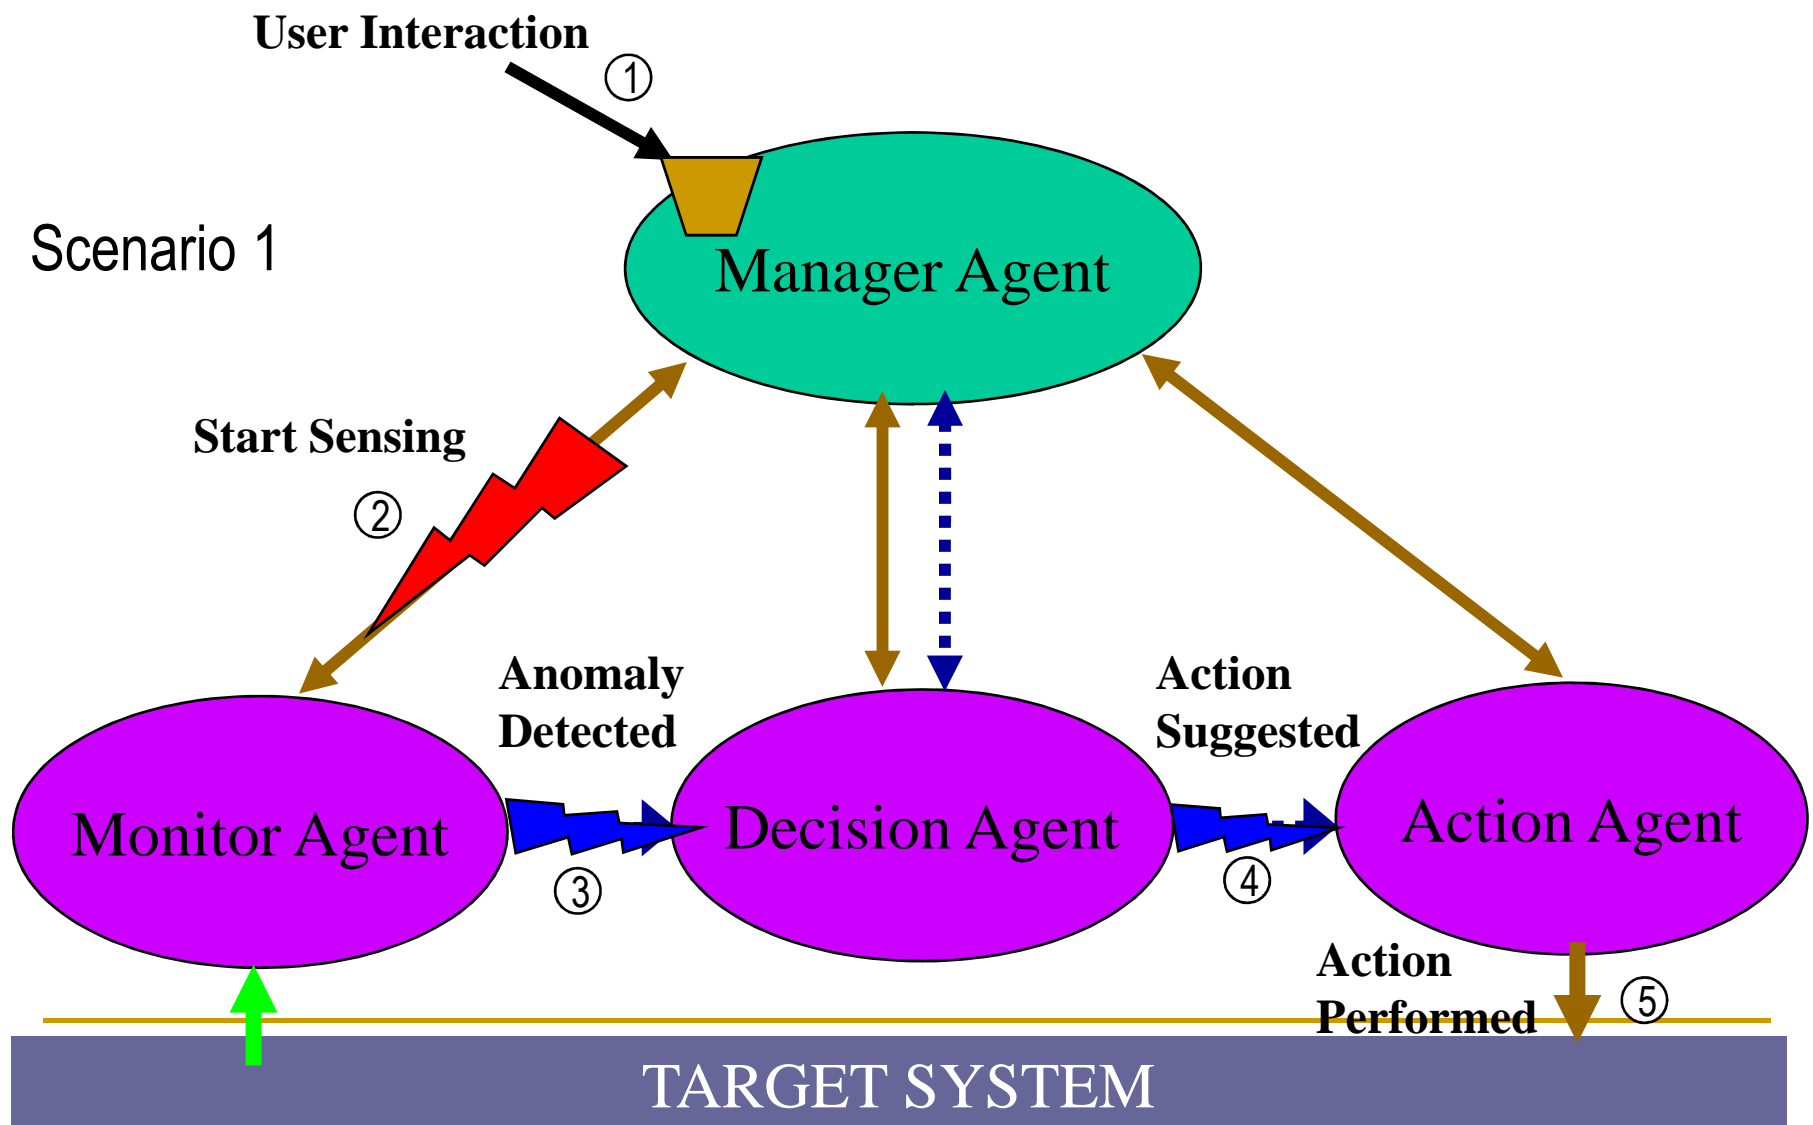 User Interaction
1
Scenario 1
Manager Agent
Start Sensing
2
Anomaly
Detected
Action
Suggested
Monitor Agent
Decision Agent
Action Agent
3
4
Action
Performed
5
TARGET SYSTEM